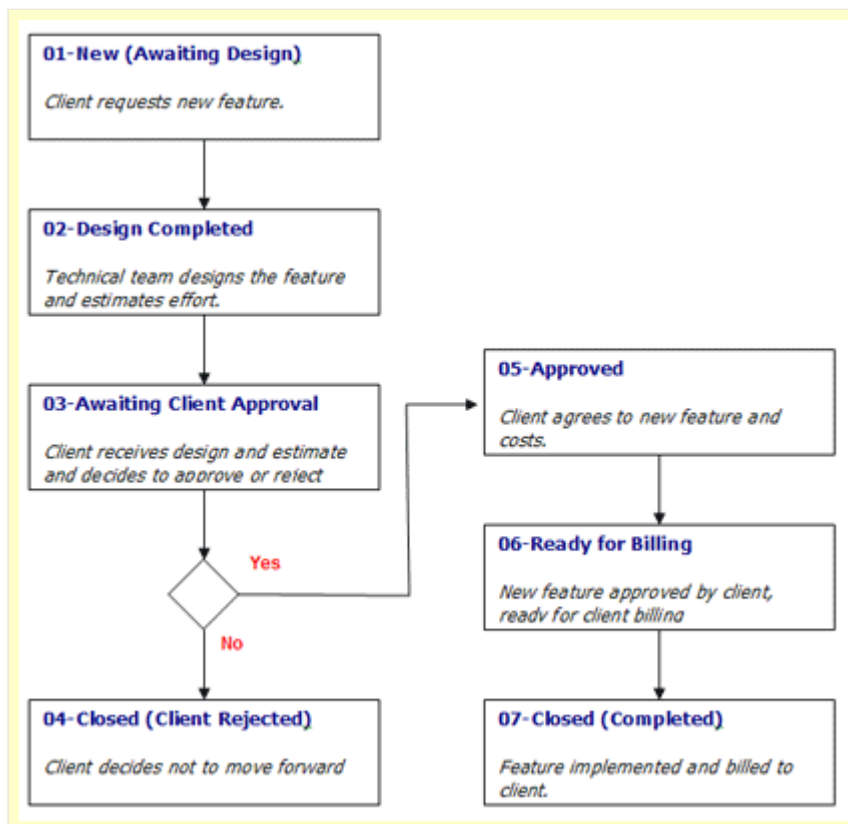 01-New (Awaiting Design)
Client requests new feature.
02-Design Completed
Technical team designs the feature
and estimates effort.
03-Awaiting Client Approval
Client receives design and estimate
and decides to approve or reject
Yes
No
04-Closed (Client Rejected)
Client decides not to move forward
05-Approved
Client agrees to new feature and
costs.
06-Ready for Billing
New feature approved by client,
ready for client billing
07-Closed (Completed)
Feature implemented and billed to
client.